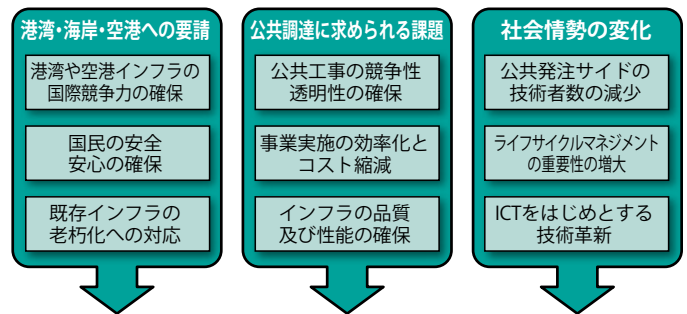 港湾・海岸・空港への要請
港湾や空港インフラの
国際競争力の確保
国民の安全
安心の確保
既存インフラの
老朽化への対応
公共調達に求められる課題
公共工事の競争性
透明性の確保
事業実施の効率化と
コスト縮減
インフラの品質
及び性能の確保
社会情勢の変化
公共発注サイドの
技術者数の減少
ライフサイクルマネジメント
の重要性の増大
ICTをはじめとする
技術革新